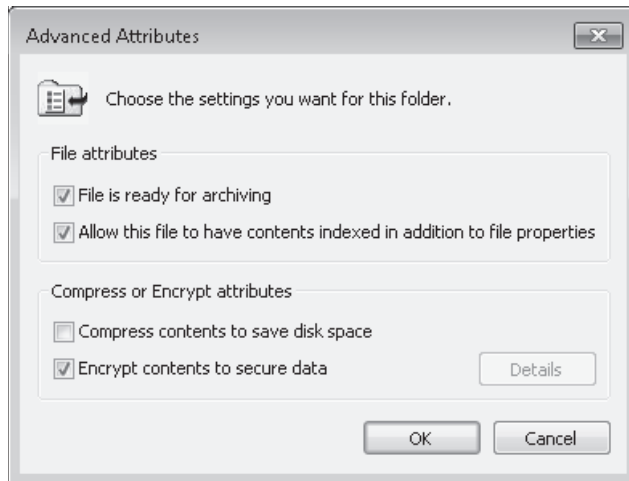 Advanced Attributes
Choose the settings you want for this folder.
File attributes
File is ready for archiving
Allow this file to have contents indexed in addition to file properties
Compress or Encrypt attributes
Compress contents to save disk space
Encrypt contents to secure data
Details
OK
Cancel